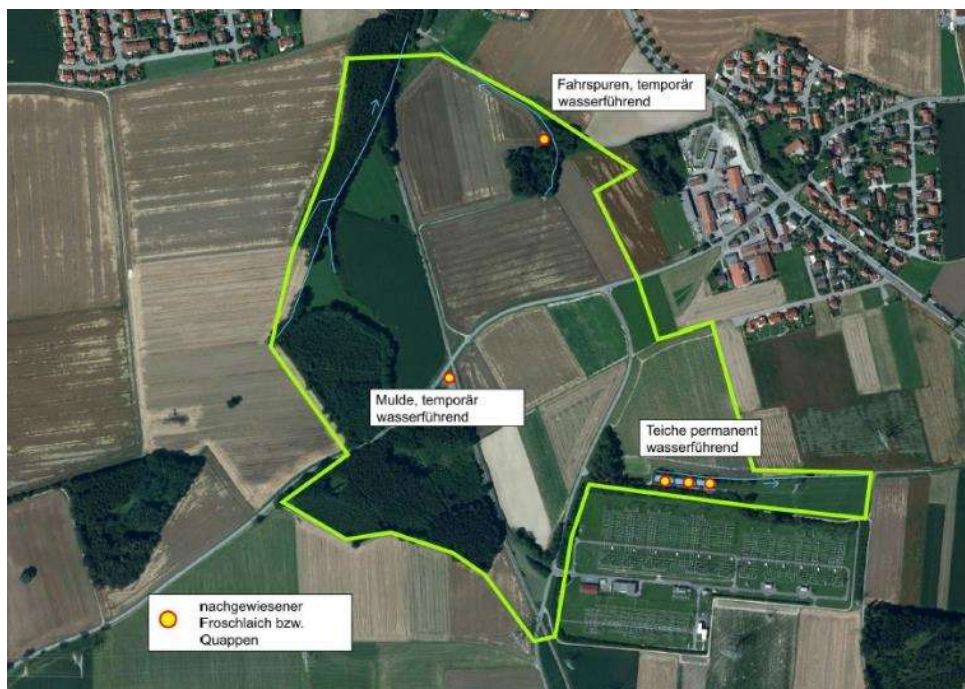 Fahrspuren, temporär
wasserführend
Mulde, temporär
wasserführend
Teiche permanent
wasserführend
nachgewiesener
Froschlaich bzw.
Quappen